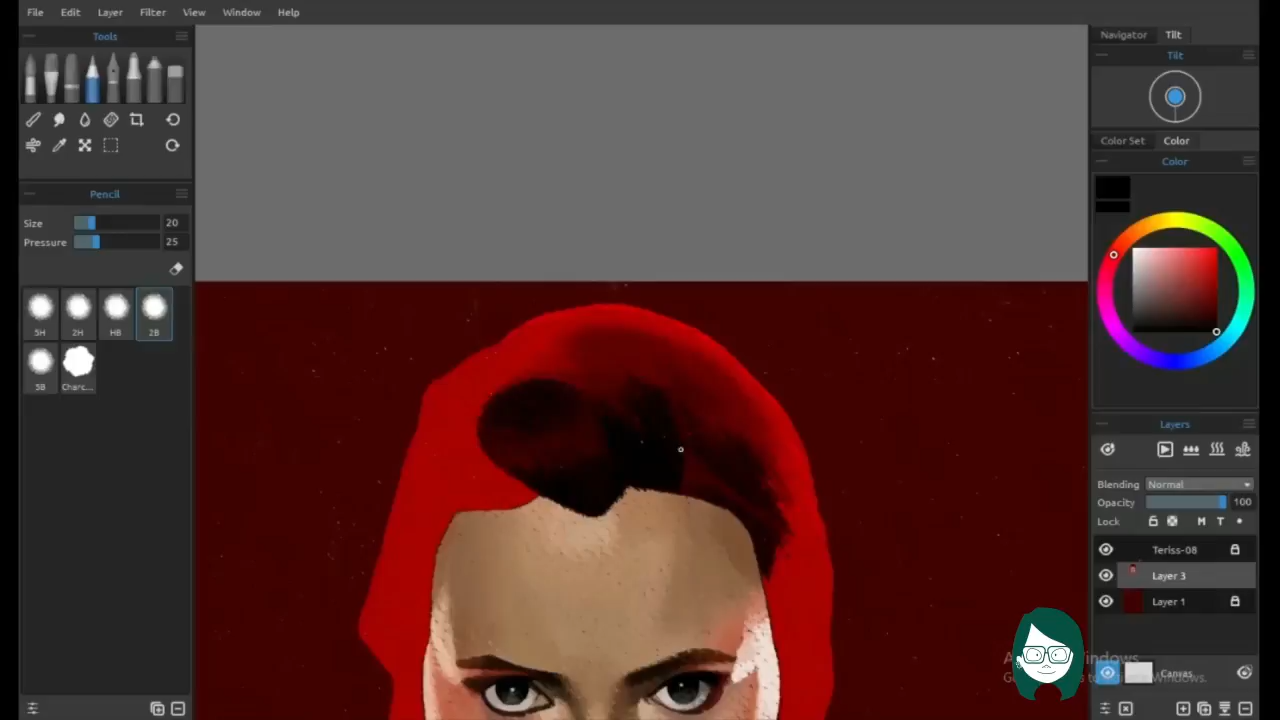 File Edit Layer Filter View Window Help
Tools
Pencil
Size 20
Pressure 25
5H 2H HB 2B
5B Charc...
Navigator Tilt
Tilt
Color Set Color
Color
Layers
Blending Normal
Opacity 100
Lock M T
Teriss-08
Layer 3
Layer 1
Canvas